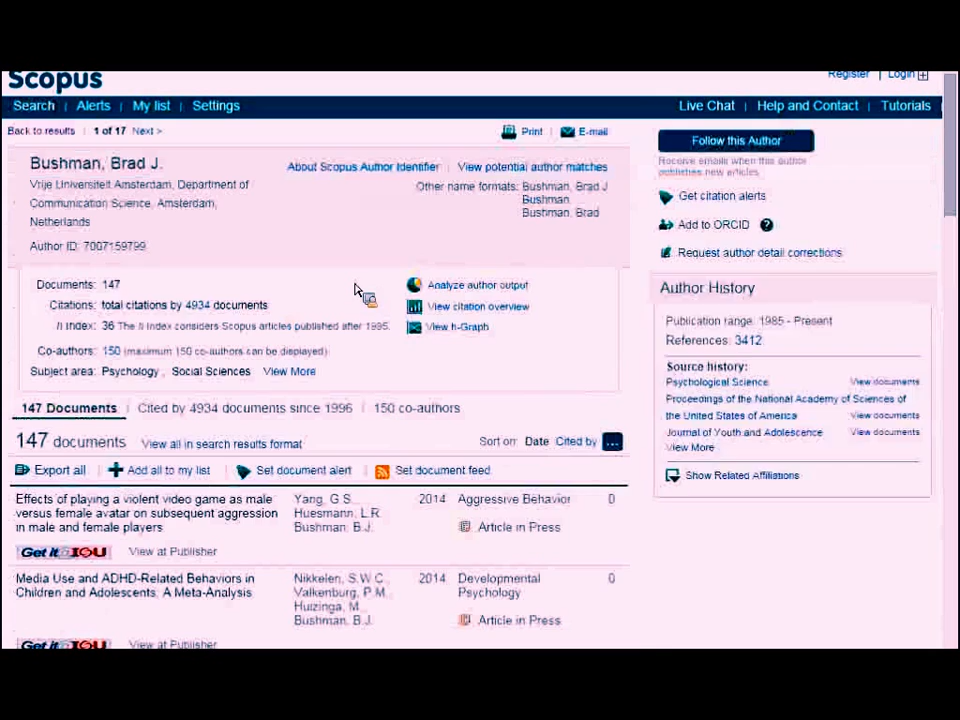 Scopus
Register | Login
Search | Alerts | My list | Settings
Live Chat | Help and Contact | Tutorials
Back to results | 1 of 17 Next >
Print | E-mail
Follow this Author
Receive emails when this author
publishes new articles
Bushman, Brad J.
About Scopus Author Identifier | View potential author matches
Vrije Universiteit Amsterdam, Department of
Communication Science, Amsterdam,
Netherlands
Other name formats: Bushman, Brad J
Bushman
Bushman, Brad
Author ID: 7007159799
Get citation alerts
Add to ORCID ?
Request author detail corrections
Documents: 147
Citations: total citations by 4934 documents
h Index: 36 The h Index considers Scopus articles published after 1995.
Co-authors: 150 (maximum 150 co-authors can be displayed)
Subject area: Psychology , Social Sciences View More
Analyze author output
View citation overview
View h-Graph
Author History
Publication range: 1985 - Present
References: 3412
Source history:
Psychological Science View documents
Proceedings of the National Academy of Sciences of
the United States of America View documents
Journal of Youth and Adolescence View documents
View More
Show Related Affiliations
147 Documents | Cited by 4934 documents since 1996 | 150 co-authors
147 documents View all in search results format
Sort on: Date Cited by ...
Export all | Add all to my list | Set document alert | Set document feed
Effects of playing a violent video game as male
versus female avatar on subsequent aggression
in male and female players
Yang, G.S.,
Huesmann, L.R.
Bushman, B.J.
2014 Aggressive Behavior 0
Article in Press
Get it @ IOU View at Publisher
Media Use and ADHD-Related Behaviors in
Children and Adolescents: A Meta-Analysis
Nikkelen, S.W.C.,
Valkenburg, P.M.,
Huizinga, M.,
Bushman, B.J.
2014 Developmental
Psychology 0
Article in Press
Get it @ IOU View at Publisher